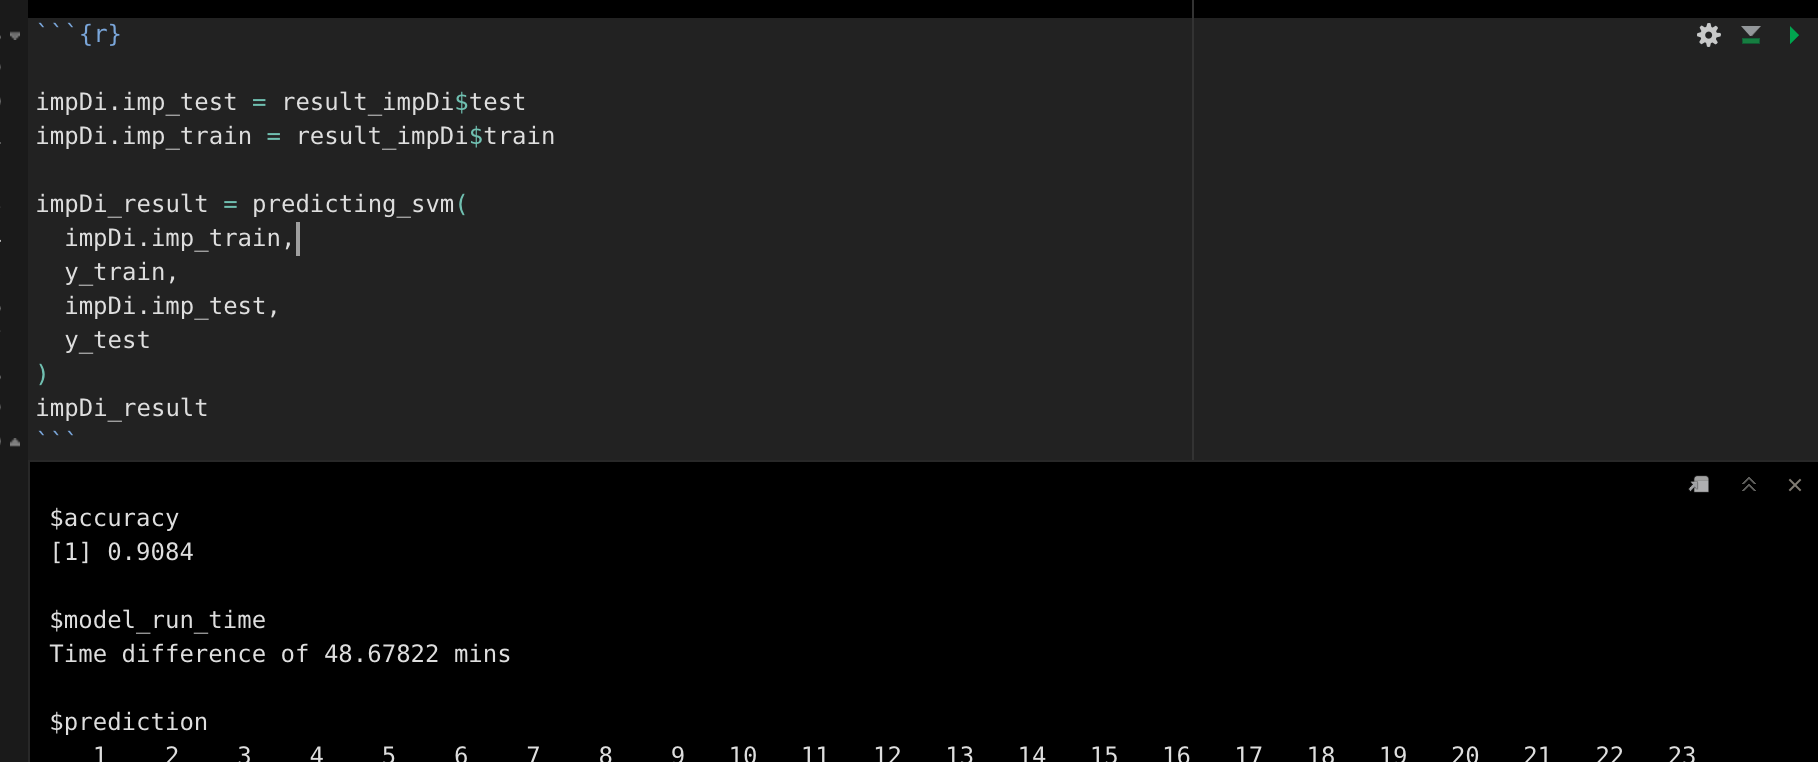 ```{r}
impDi.imp_test = result_impDi$test
impDi.imp_train = result_impDi$train
impDi_result = predicting_svm(
impDi.imp_train,
y_train,
impDi.imp_test,
y_test
)
impDi_result
```
$accuracy
[1] 0.9084
$model_run_time
Time difference of 48.67822 mins
$prediction
1 2 3 4 5 6 7 8 9 10 11 12 13 14 15 16 17 18 19 20 21 22 23